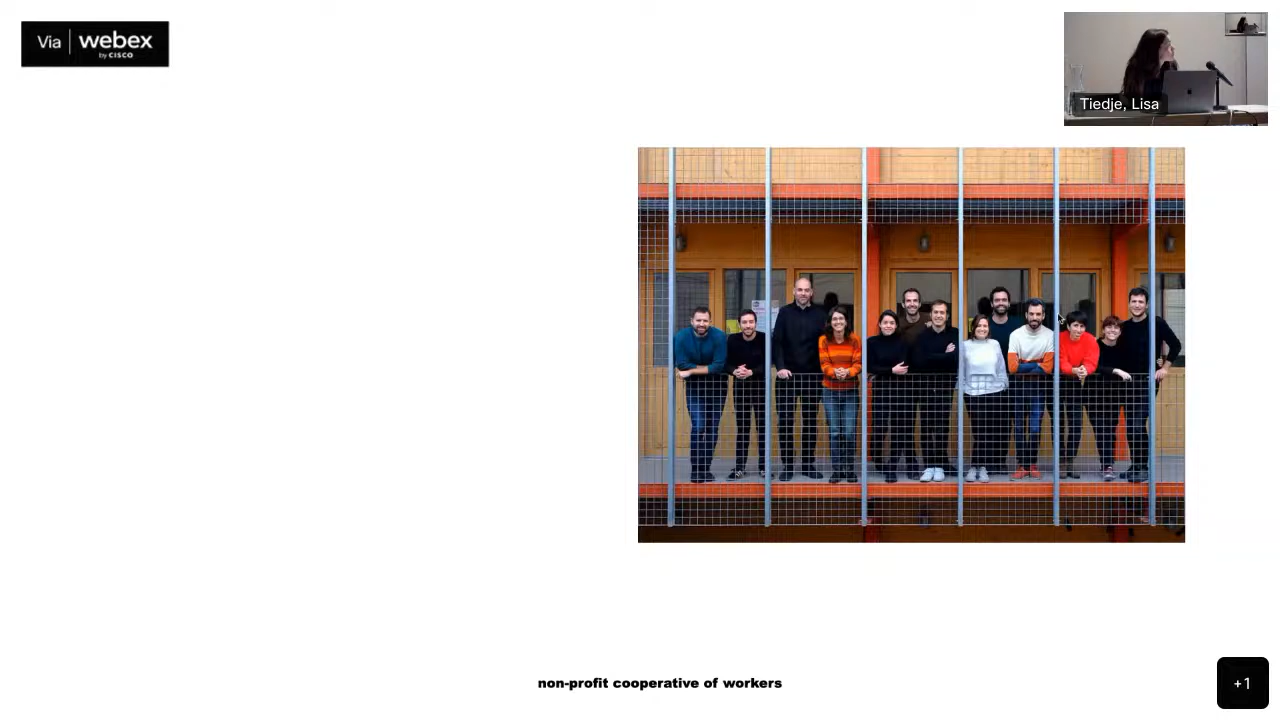 Via | webex
by CISCO
Tiedje, Lisa
non-profit cooperative of workers
+1